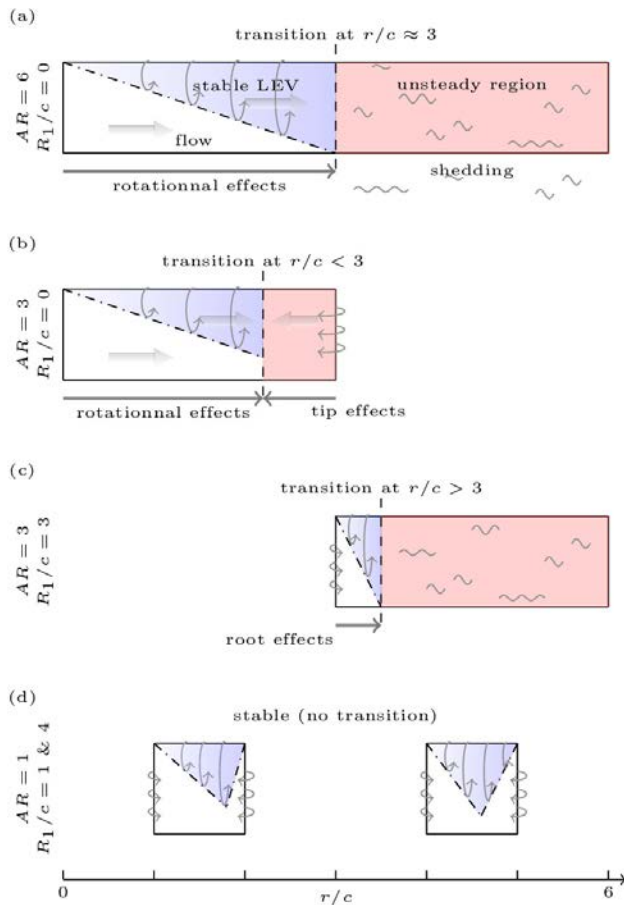 (a)
transition at r/c ≈ 3
AR = 6
R₁/c = 0
stable LEV
unsteady region
flow
shedding
rotationnal effects
(b)
transition at r/c < 3
AR = 3
R₁/c = 0
rotationnal effects
tip effects
(c)
transition at r/c > 3
AR = 3
R₁/c = 3
root effects
(d)
stable (no transition)
AR = 1
R₁/c = 1 & 4
0
r/c
6